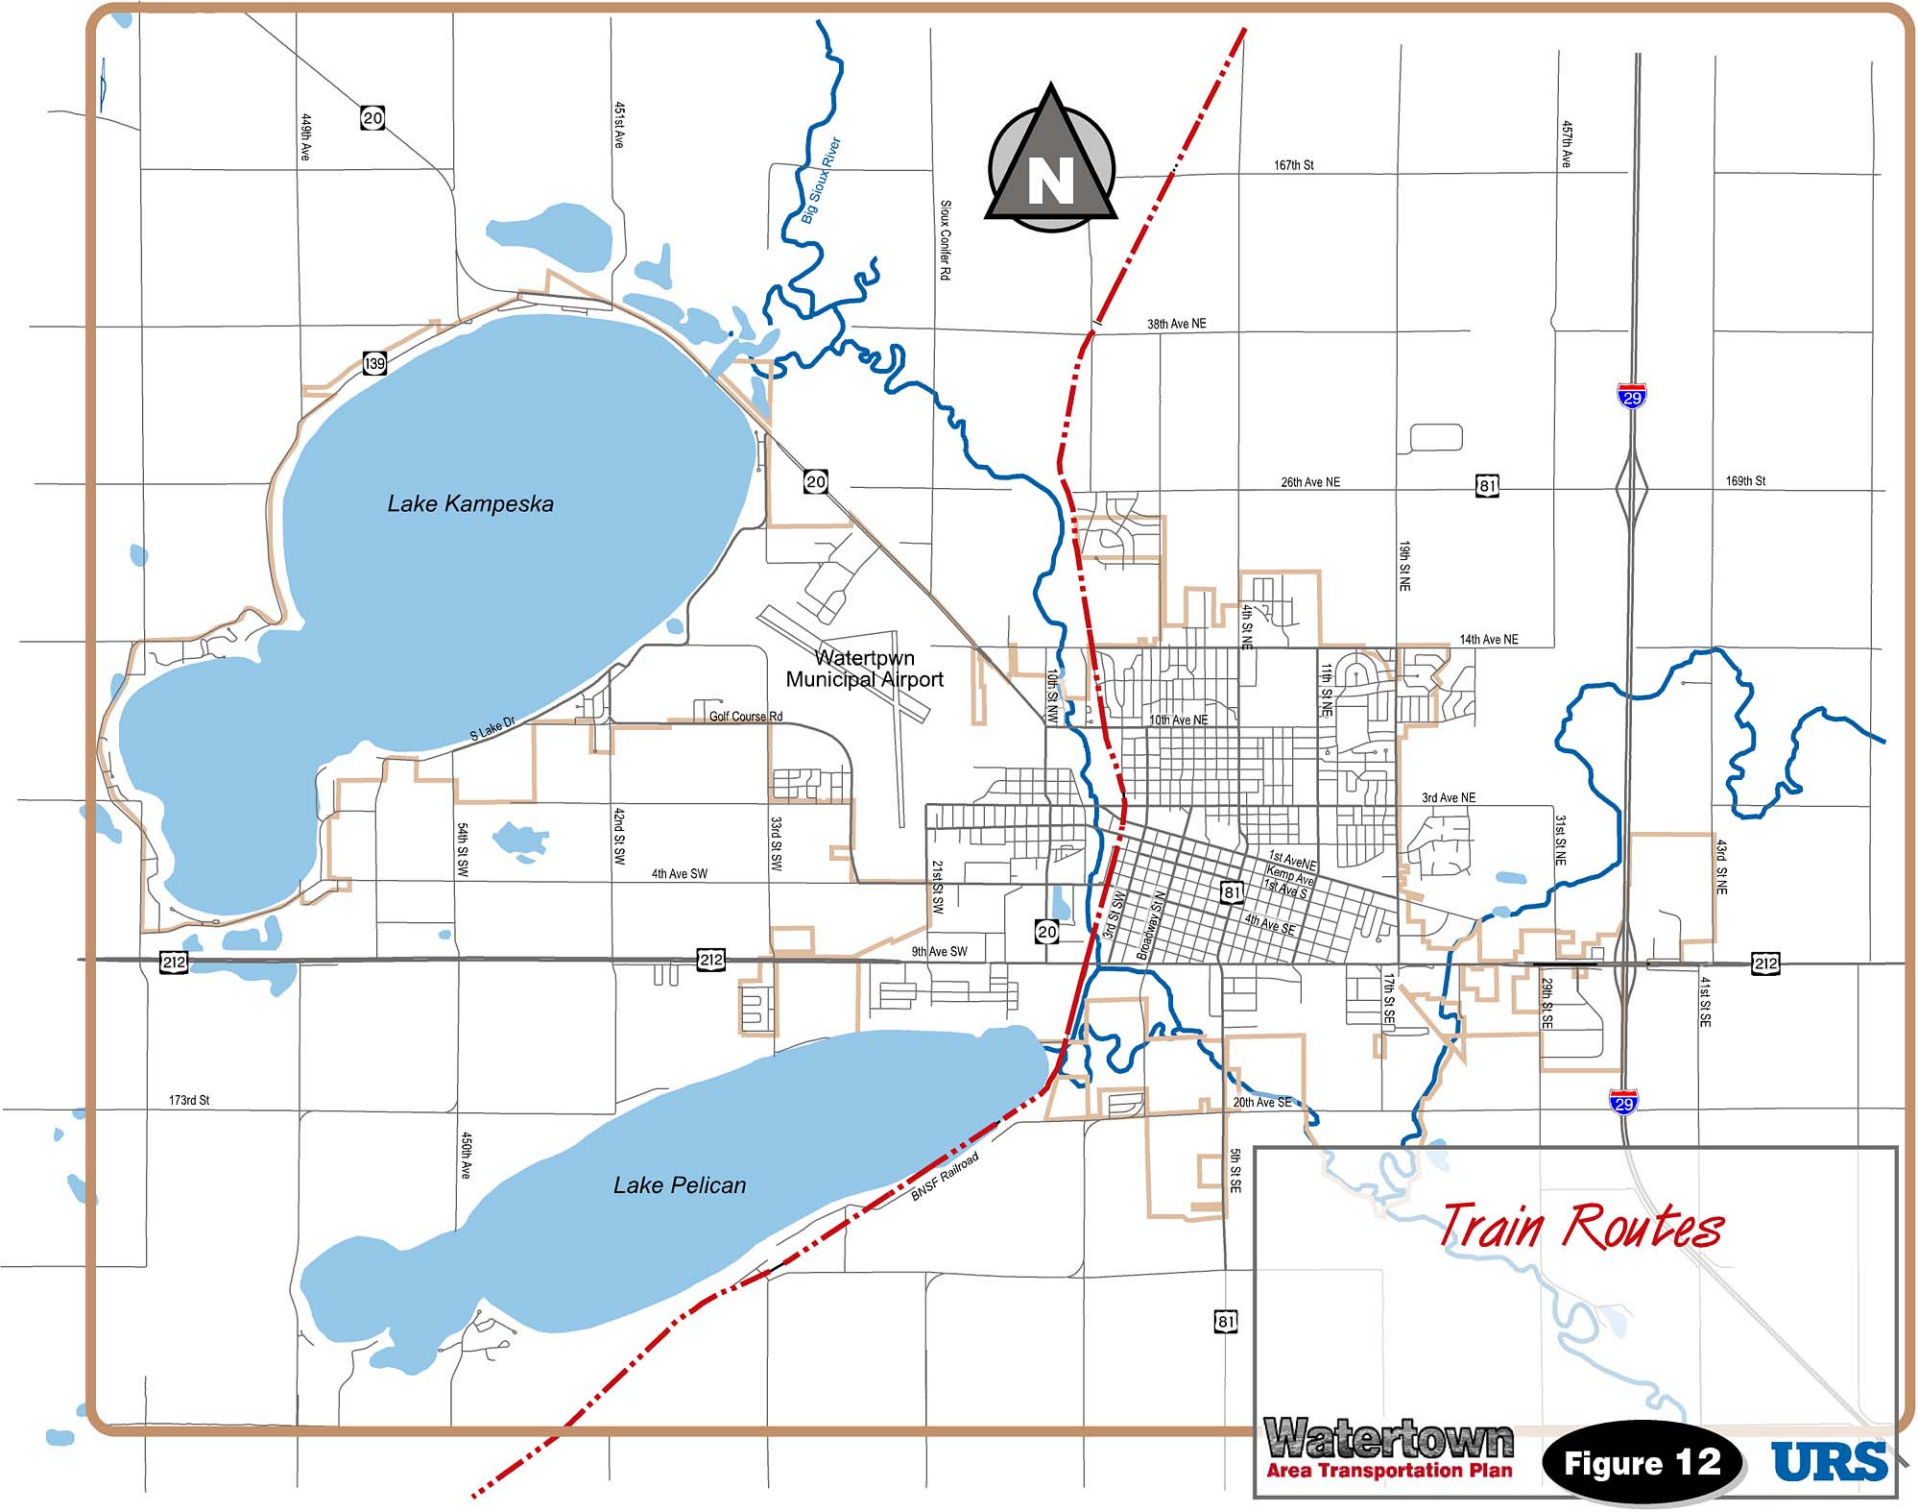 20
449th Ave
451st Ave
Big Sioux River
Sioux Conifer Rd
N
167th St
457th Ave
139
38th Ave NE
29
Lake Kampeska
20
26th Ave NE
81
169th St
19th St NE
4th St NE
14th Ave NE
Watertpwn
Municipal Airport
10th St NW
11th St NE
S Lake Dr
Golf Course Rd
10th Ave NE
3rd Ave NE
54th St SW
42nd St SW
33rd St SW
31st St NE
43rd St NE
4th Ave SW
21st St SW
1st AveNE
Kemp Ave
1st Ave S
81
3rd St SW
Broadway St N
4th Ave SE
20
9th Ave SW
212
212
212
17th St SE
29th St SE
41st St SE
173rd St
20th Ave SE
29
450th Ave
Lake Pelican
BNSF Railroad
5th St SE
81
Train Routes
Watertown
Area Transportation Plan
Figure 12
URS